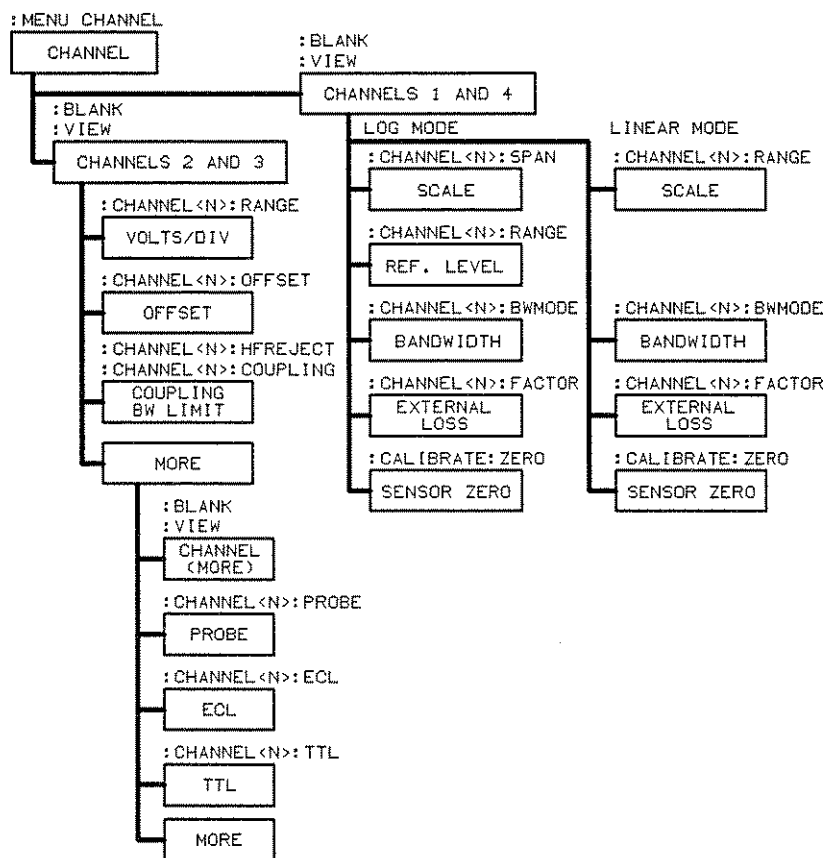 :MENU CHANNEL
CHANNEL
:BLANK
:VIEW
CHANNELS 1 AND 4
:BLANK
:VIEW
CHANNELS 2 AND 3
:CHANNEL<N>:RANGE
VOLTS/DIV
:CHANNEL<N>:OFFSET
OFFSET
:CHANNEL<N>:HFREJECT
:CHANNEL<N>:COUPLING
COUPLING
BW LIMIT
MORE
:BLANK
:VIEW
CHANNEL
(MORE)
:CHANNEL<N>:PROBE
PROBE
:CHANNEL<N>:ECL
ECL
:CHANNEL<N>:TTL
TTL
MORE
LOG MODE
:CHANNEL<N>:SPAN
SCALE
:CHANNEL<N>:RANGE
REF. LEVEL
:CHANNEL<N>:BWMODE
BANDWIDTH
:CHANNEL<N>:FACTOR
EXTERNAL
LOSS
:CALIBRATE:ZERO
SENSOR ZERO
LINEAR MODE
:CHANNEL<N>:RANGE
SCALE
:CHANNEL<N>:BWMODE
BANDWIDTH
:CHANNEL<N>:FACTOR
EXTERNAL
LOSS
:CALIBRATE:ZERO
SENSOR ZERO